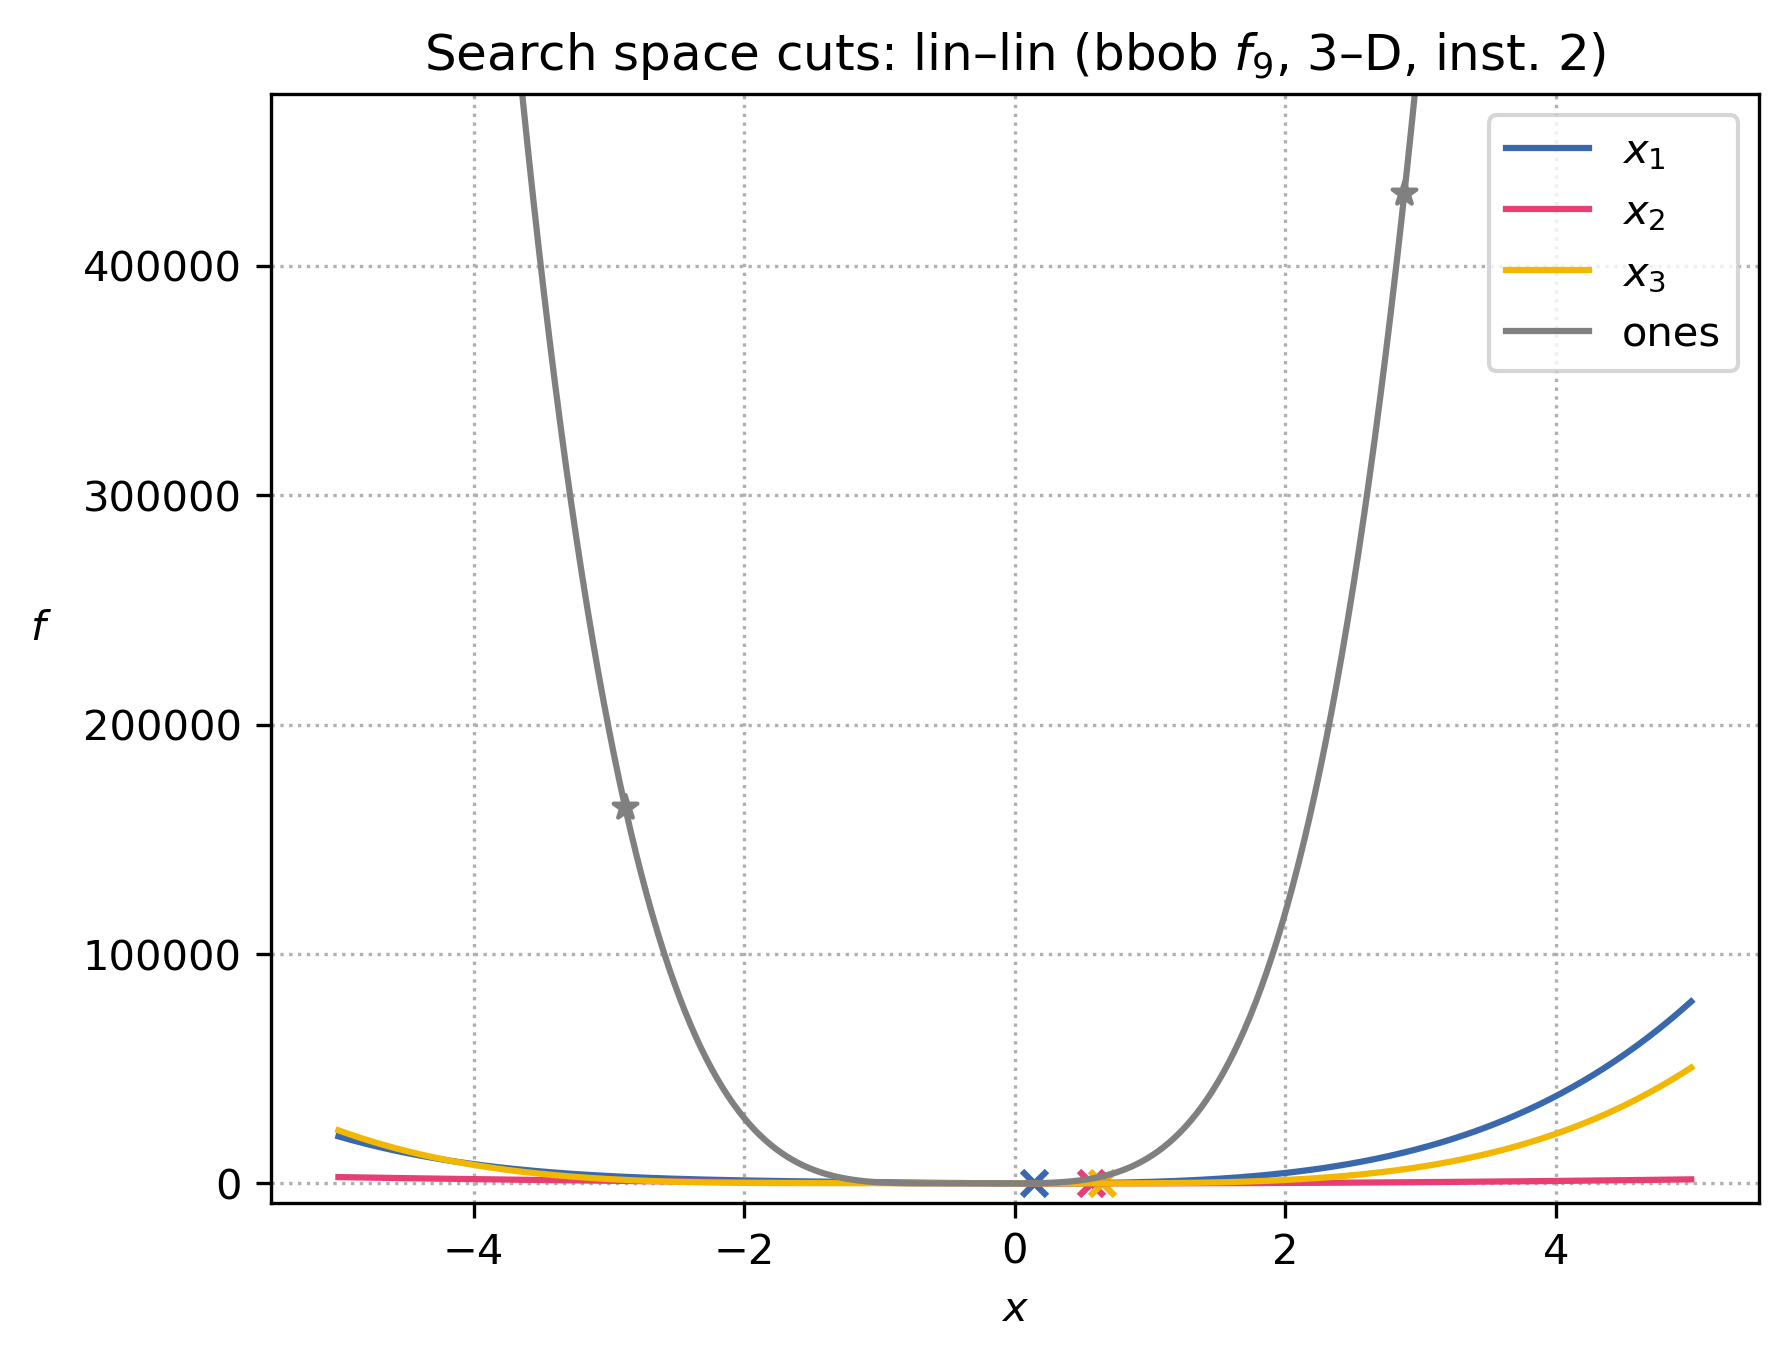 Search space cuts: lin–lin (bbob f₉, 3–D, inst. 2)
x₁
x₂
x₃
ones
400000
300000
200000
100000
0
f
−4 −2 0 2 4
x